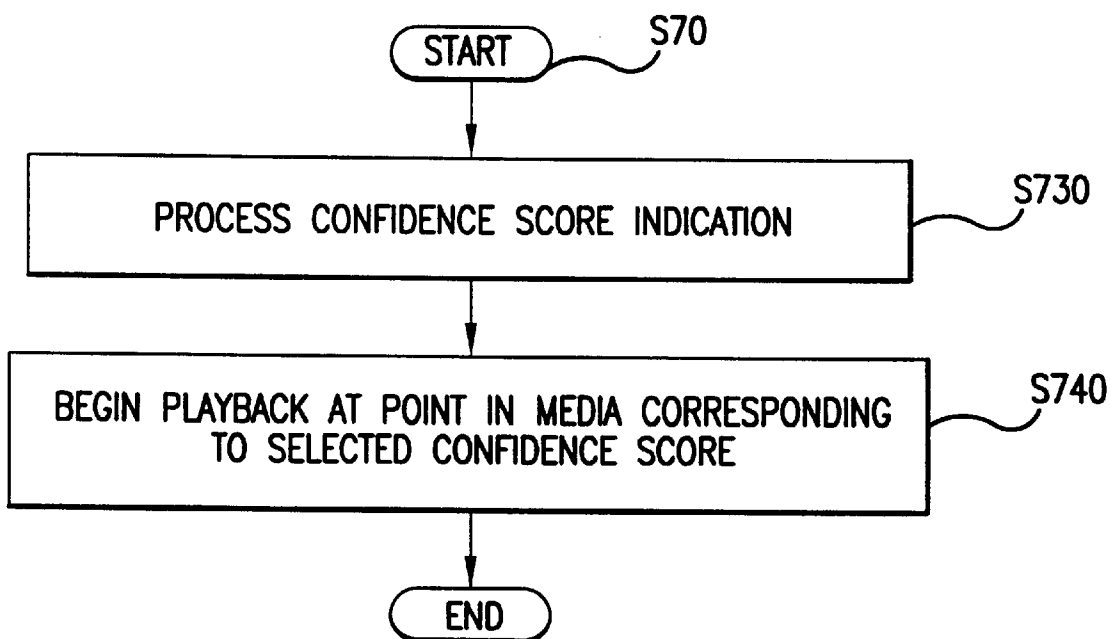 START
S70
PROCESS CONFIDENCE SCORE INDICATION
S730
BEGIN PLAYBACK AT POINT IN MEDIA CORRESPONDING
TO SELECTED CONFIDENCE SCORE
S740
END